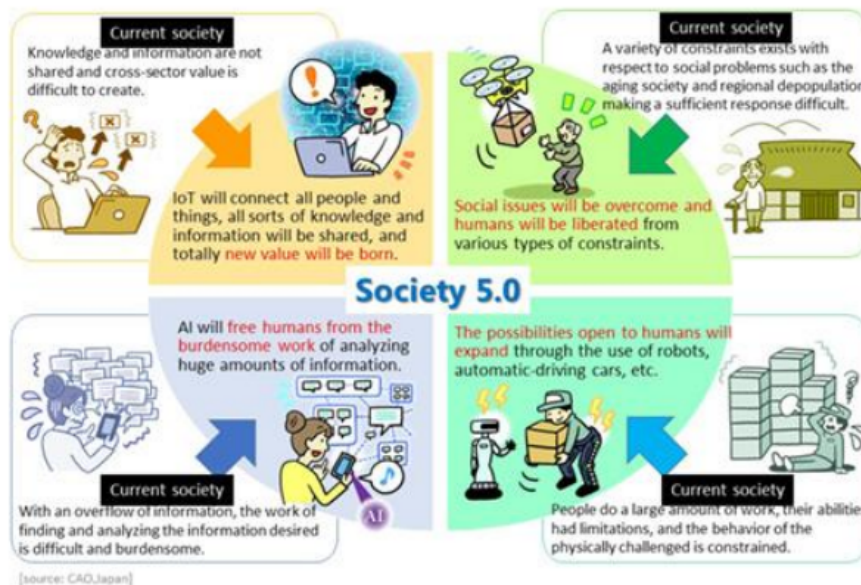 Current society
Knowledge and information are not
shared and cross-sector value is
difficult to create.
IoT will connect all people and
things, all sorts of knowledge and
information will be shared, and
totally new value will be born.
Current society
A variety of constraints exists with
respect to social problems such as the
aging society and regional depopulation
making a sufficient response difficult.
Social issues will be overcome and
humans will be liberated from
various types of constraints.
Society 5.0
AI will free humans from the
burdensome work of analyzing
huge amounts of information.
AI
Current society
With an overflow of information, the work of
finding and analyzing the information desired
is difficult and burdensome.
The possibilities open to humans will
expand through the use of robots,
automatic-driving cars, etc.
Current society
People do a large amount of work, their abilities
had limitations, and the behavior of the
physically challenged is constrained.
[source: CAO,Japan]